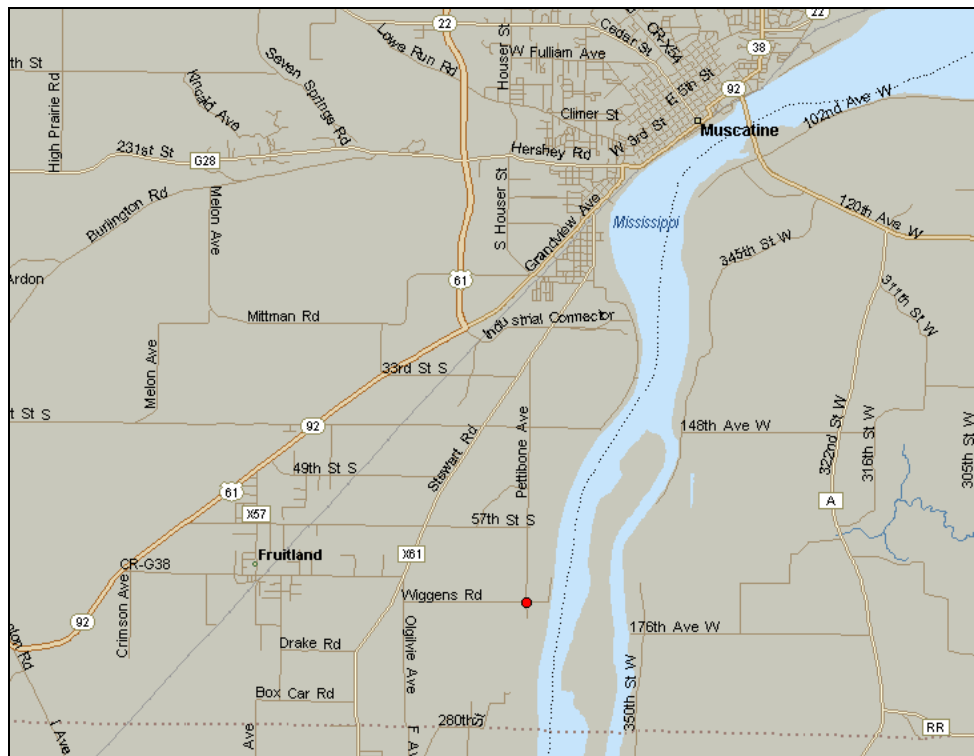 22
22
Lowe Run Rd
Houser St
W Fulliam Ave
Cedar St
CR-X54
38
th St
High Prairie Rd
Kincaid Ave
Seven Springs Rd
E 5th St
92
Climer St
W 3rd St
Muscatine
102nd Ave W
231st St
G28
Hershey Rd
Burlington Rd
Melon Ave
S Houser St
Grandview Ave
Mississippi
120th Ave W
345th St W
Ardon
61
311th St W
Mittman Rd
Industrial Connector
Melon Ave
33rd St S
t St S
92
148th Ave W
Stewart Rd
Pettibone Ave
322nd St W
316th St W
305th St W
49th St S
61
A
X57
57th St S
Fruitland
X61
CR-G38
Crimson Ave
Wiggens Rd
92
Ogilvie Ave
176th Ave W
ton Rd
Drake Rd
350th St W
Box Car Rd
280th St
RR
Ave